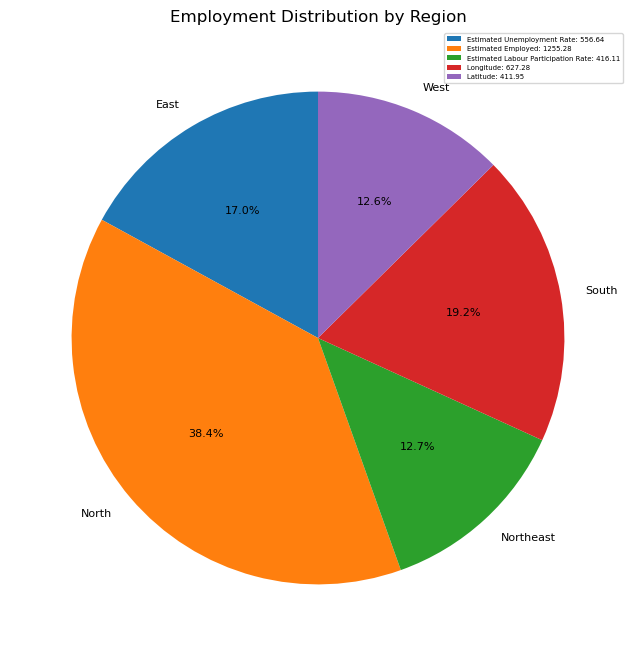 Employment Distribution by Region
Estimated Unemployment Rate: 556.64
Estimated Employed: 1255.28
Estimated Labour Participation Rate: 416.11
Longitude: 627.28
Latitude: 411.95
West
East
12.6%
17.0%
South
19.2%
38.4%
12.7%
North
Northeast